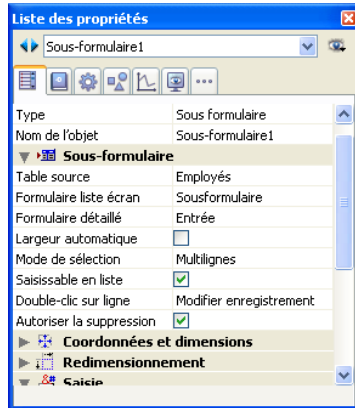 Liste des propriétés
Sous-formulaire1
Type Sous formulaire
Nom de l'objet Sous-formulaire1
Sous-formulaire
Table source Employés
Formulaire liste écran Sousformulaire
Formulaire détaillé Entrée
Largeur automatique
Mode de sélection Multilignes
Saisissable en liste
Double-clic sur ligne Modifier enregistrement
Autoriser la suppression
Coordonnées et dimensions
Redimensionnement
Saisie